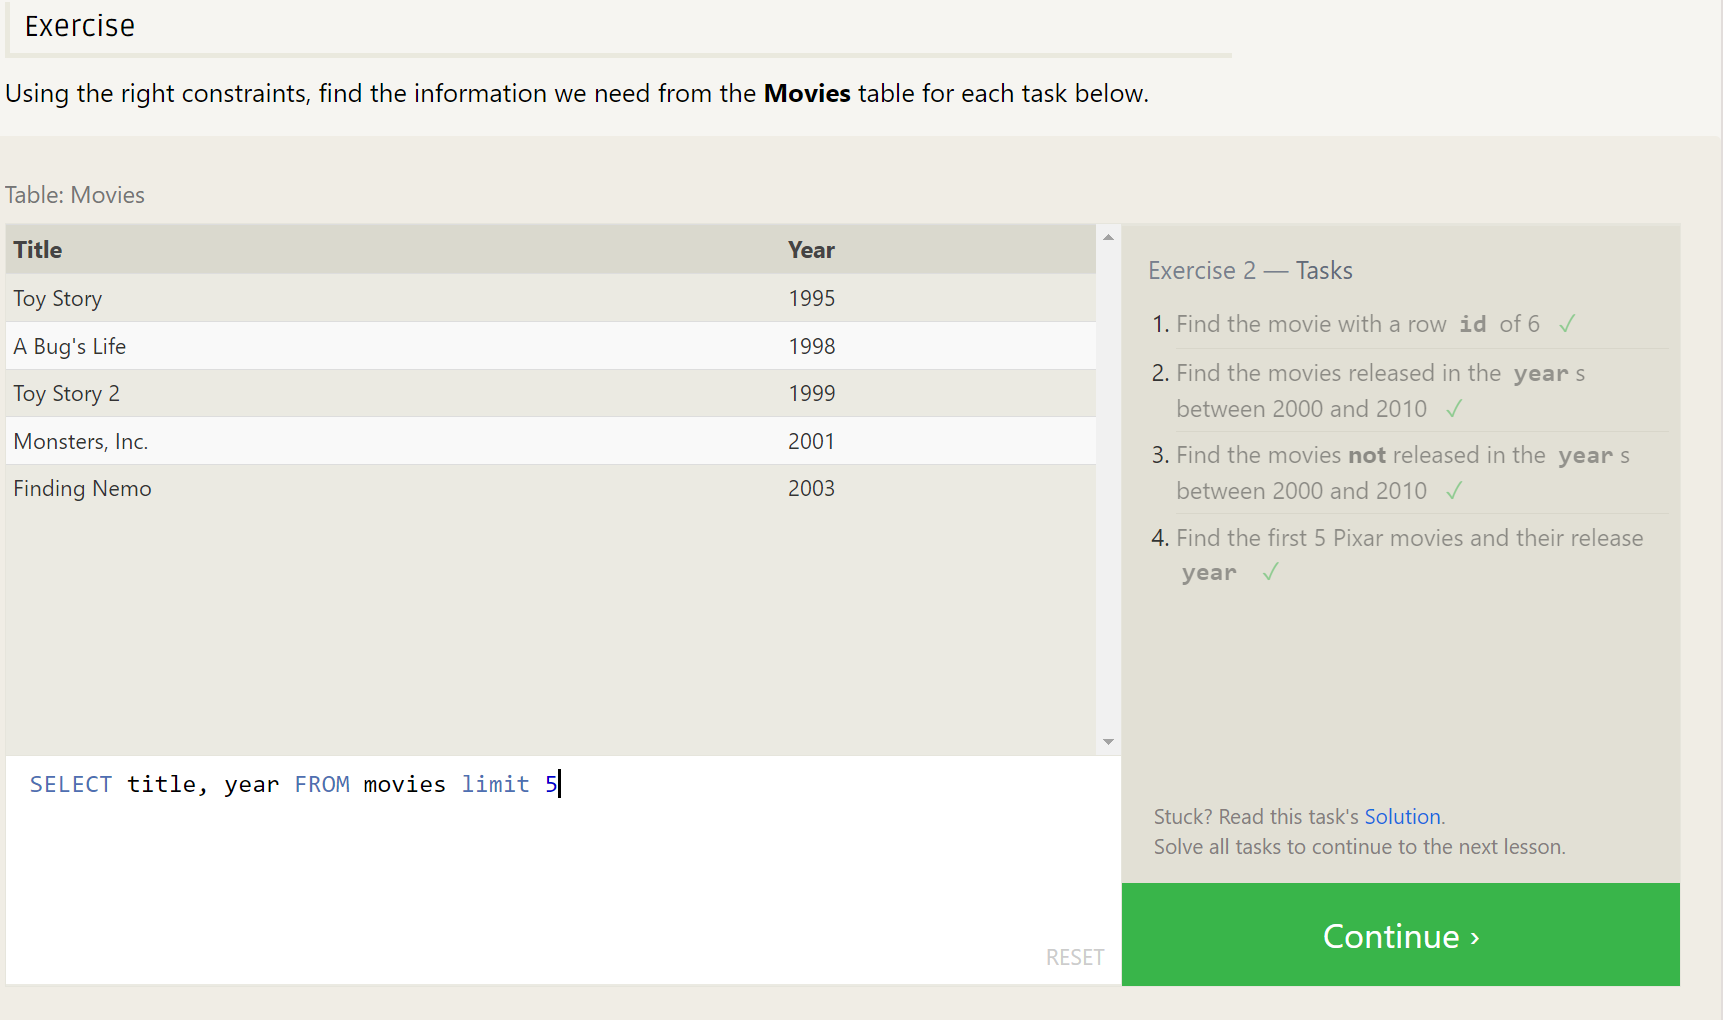 Exercise
Using the right constraints, find the information we need from the Movies table for each task below.
Table: Movies
Title Year
Toy Story 1995
A Bug's Life 1998
Toy Story 2 1999
Monsters, Inc. 2001
Finding Nemo 2003
SELECT title, year FROM movies limit 5
RESET
Exercise 2 — Tasks
1. Find the movie with a row id of 6 ✓
2. Find the movies released in the year s
between 2000 and 2010 ✓
3. Find the movies not released in the year s
between 2000 and 2010 ✓
4. Find the first 5 Pixar movies and their release
year ✓
Stuck? Read this task's Solution.
Solve all tasks to continue to the next lesson.
Continue ›